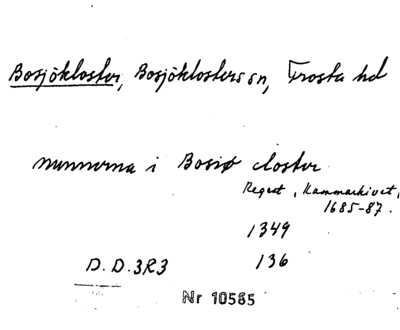 Bosjökloster, Bosjöklosters sn, Frosta hd
nunnorna i Bosiø closter
Regest, Kammarkivet,
1685-87.
1349
D.D.3R3 136
Nr 10585